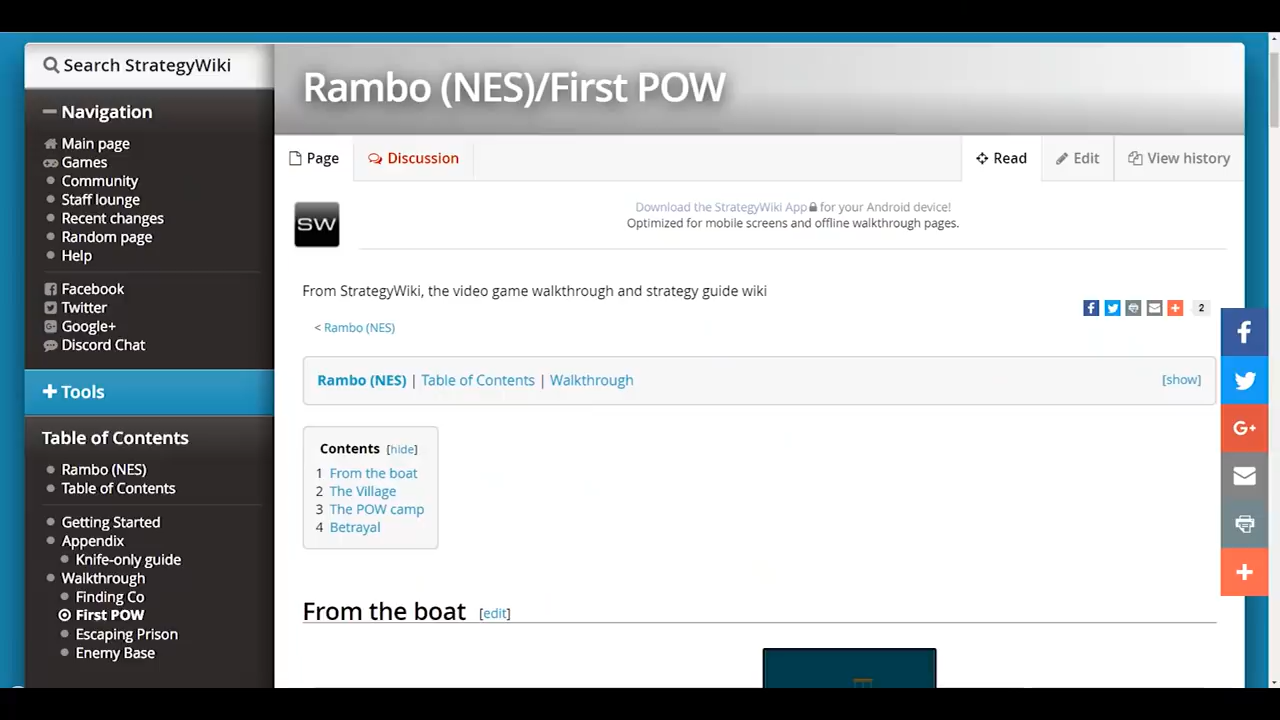 Search StrategyWiki
Navigation
Main page
Games
Community
Staff lounge
Recent changes
Random page
Help
Facebook
Twitter
Google+
Discord Chat
Tools
Table of Contents
Rambo (NES)
Table of Contents
Getting Started
Appendix
Knife-only guide
Walkthrough
Finding Co
First POW
Escaping Prison
Enemy Base
Rambo (NES)/First POW
Page
Discussion
Read
Edit
View history
SW
Download the StrategyWiki App for your Android device!
Optimized for mobile screens and offline walkthrough pages.
From StrategyWiki, the video game walkthrough and strategy guide wiki
2
< Rambo (NES)
Rambo (NES) | Table of Contents | Walkthrough [show]
Contents [hide]
1 From the boat
2 The Village
3 The POW camp
4 Betrayal
From the boat [edit]
G+